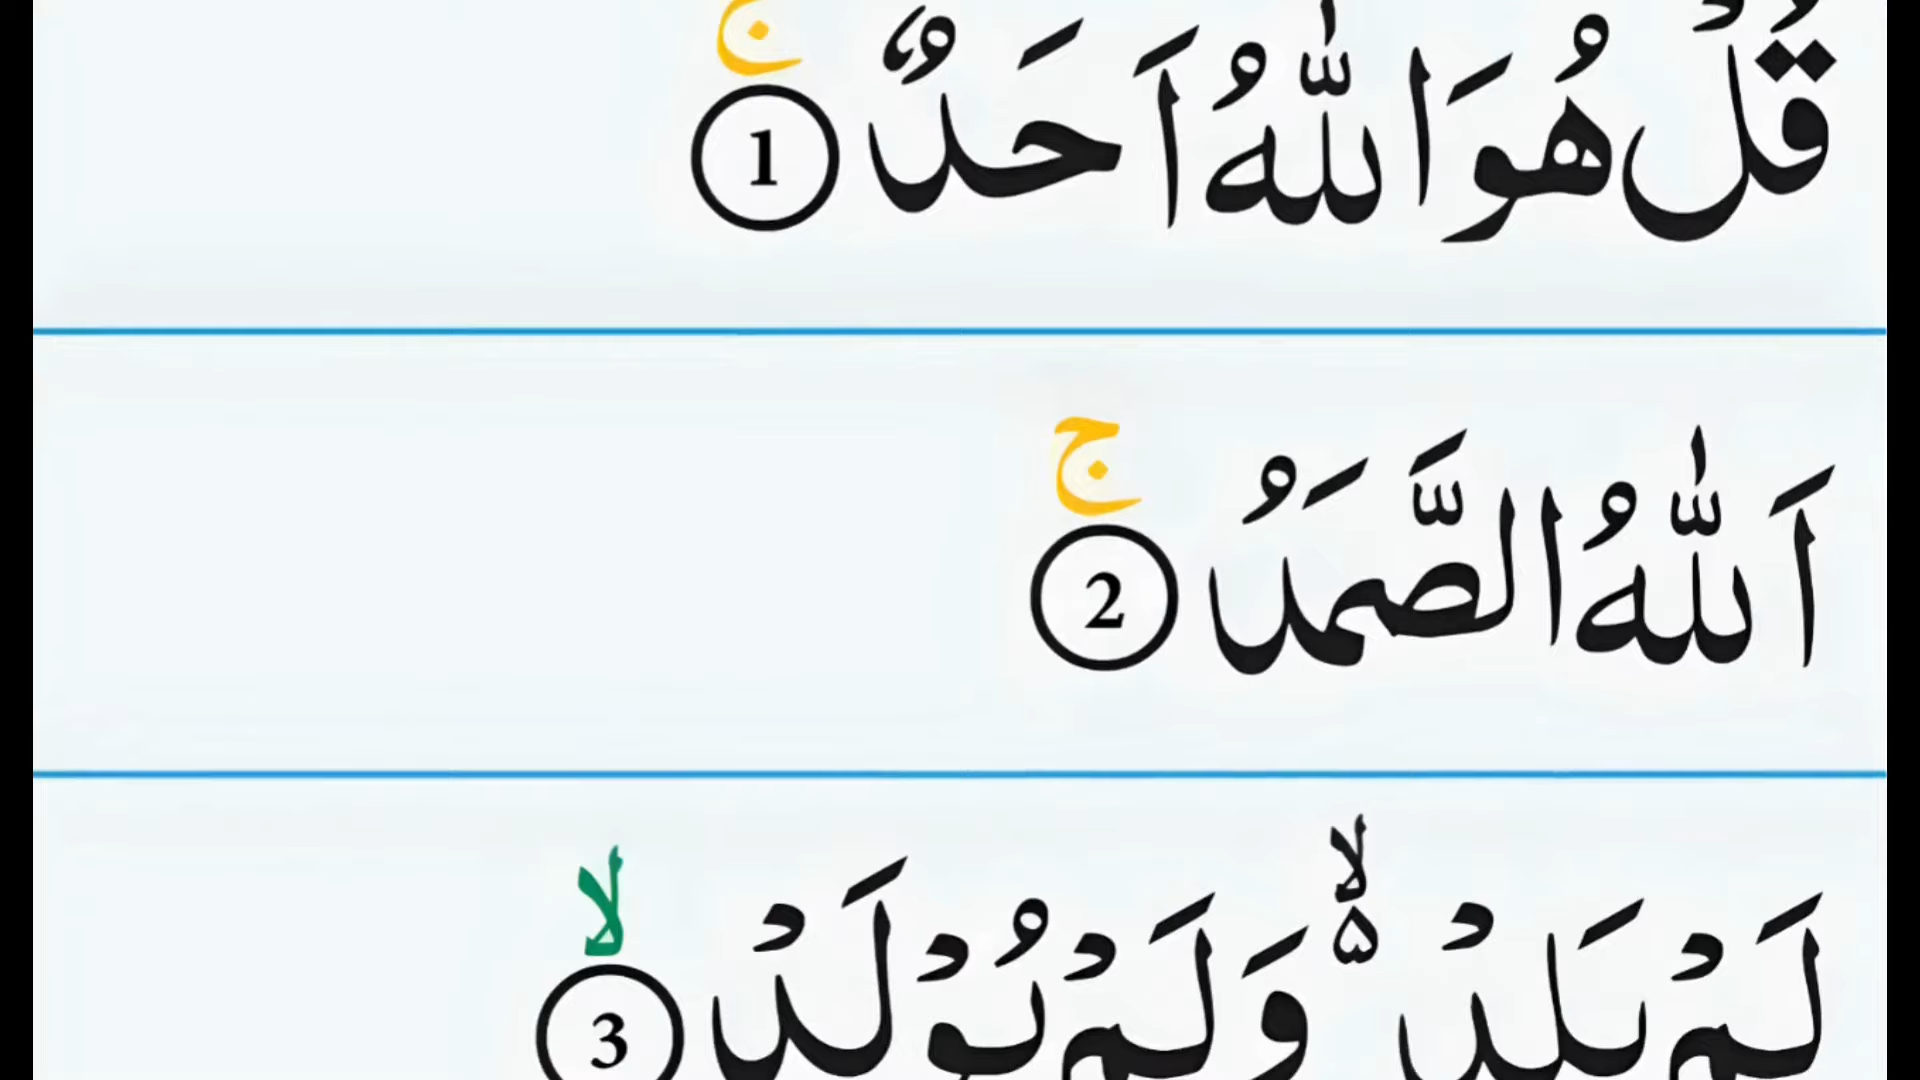 قُلْ هُوَ اللّٰهُ اَحَدٌ ۚ 1
اَللّٰهُ الصَّمَدُ ۚ 2
لَمْ يَلِدْ ۙ۬ وَلَمْ يُوْلَدْ ۙ 3